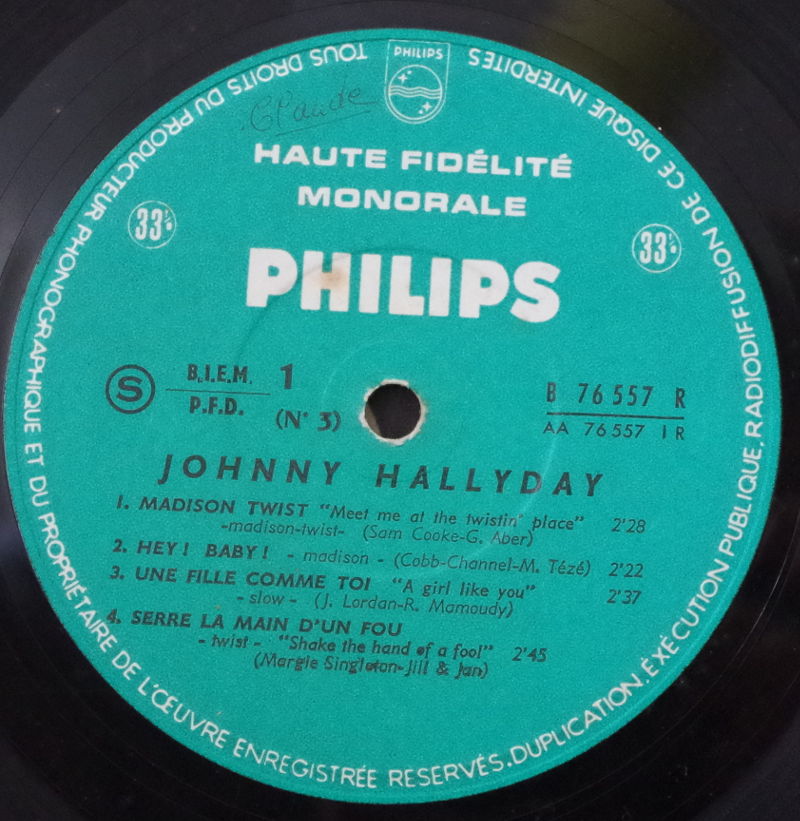 TOUS DROITS DU PRODUCTEUR PHONOGRAPHIQUE ET DU PROPRIÉTAIRE DE L'ŒUVRE ENREGISTRÉE RESERVÉS. DUPLICATION. EXÉCUTION PUBLIQUE. RADIODIFFUSION DE CE DISQUE INTERDITES
PHILIPS
Claude
HAUTE FIDÉLITÉ
MONORALE
33⅓ 33⅓
PHILIPS
S B.I.E.M. 1 B 76 557 R
P.F.D. (N° 3) AA 76 557 1 R
JOHNNY HALLYDAY
1. MADISON TWIST "Meet me at the twistin' place" 2'28
-madison-twist- (Sam Cooke-G. Aber)
2. HEY! BABY! - madison - (Cobb-Channel-M. Tézé) 2'22
3. UNE FILLE COMME TOI "A girl like you" 2'37
- slow - (J. Lordan-R. Mamoudy)
4. SERRE LA MAIN D'UN FOU
- twist - "Shake the hand of a fool" 2'45
(Margie Singleton-Jill & Jan)